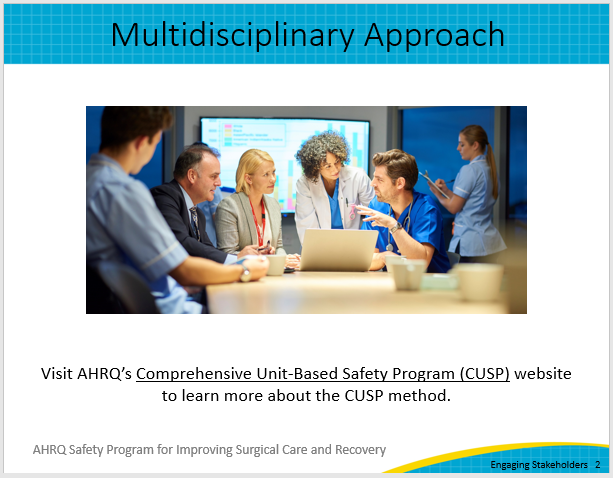 Multidisciplinary Approach
Visit AHRQ’s Comprehensive Unit-Based Safety Program (CUSP) website
to learn more about the CUSP method.
AHRQ Safety Program for Improving Surgical Care and Recovery
Engaging Stakeholders 2